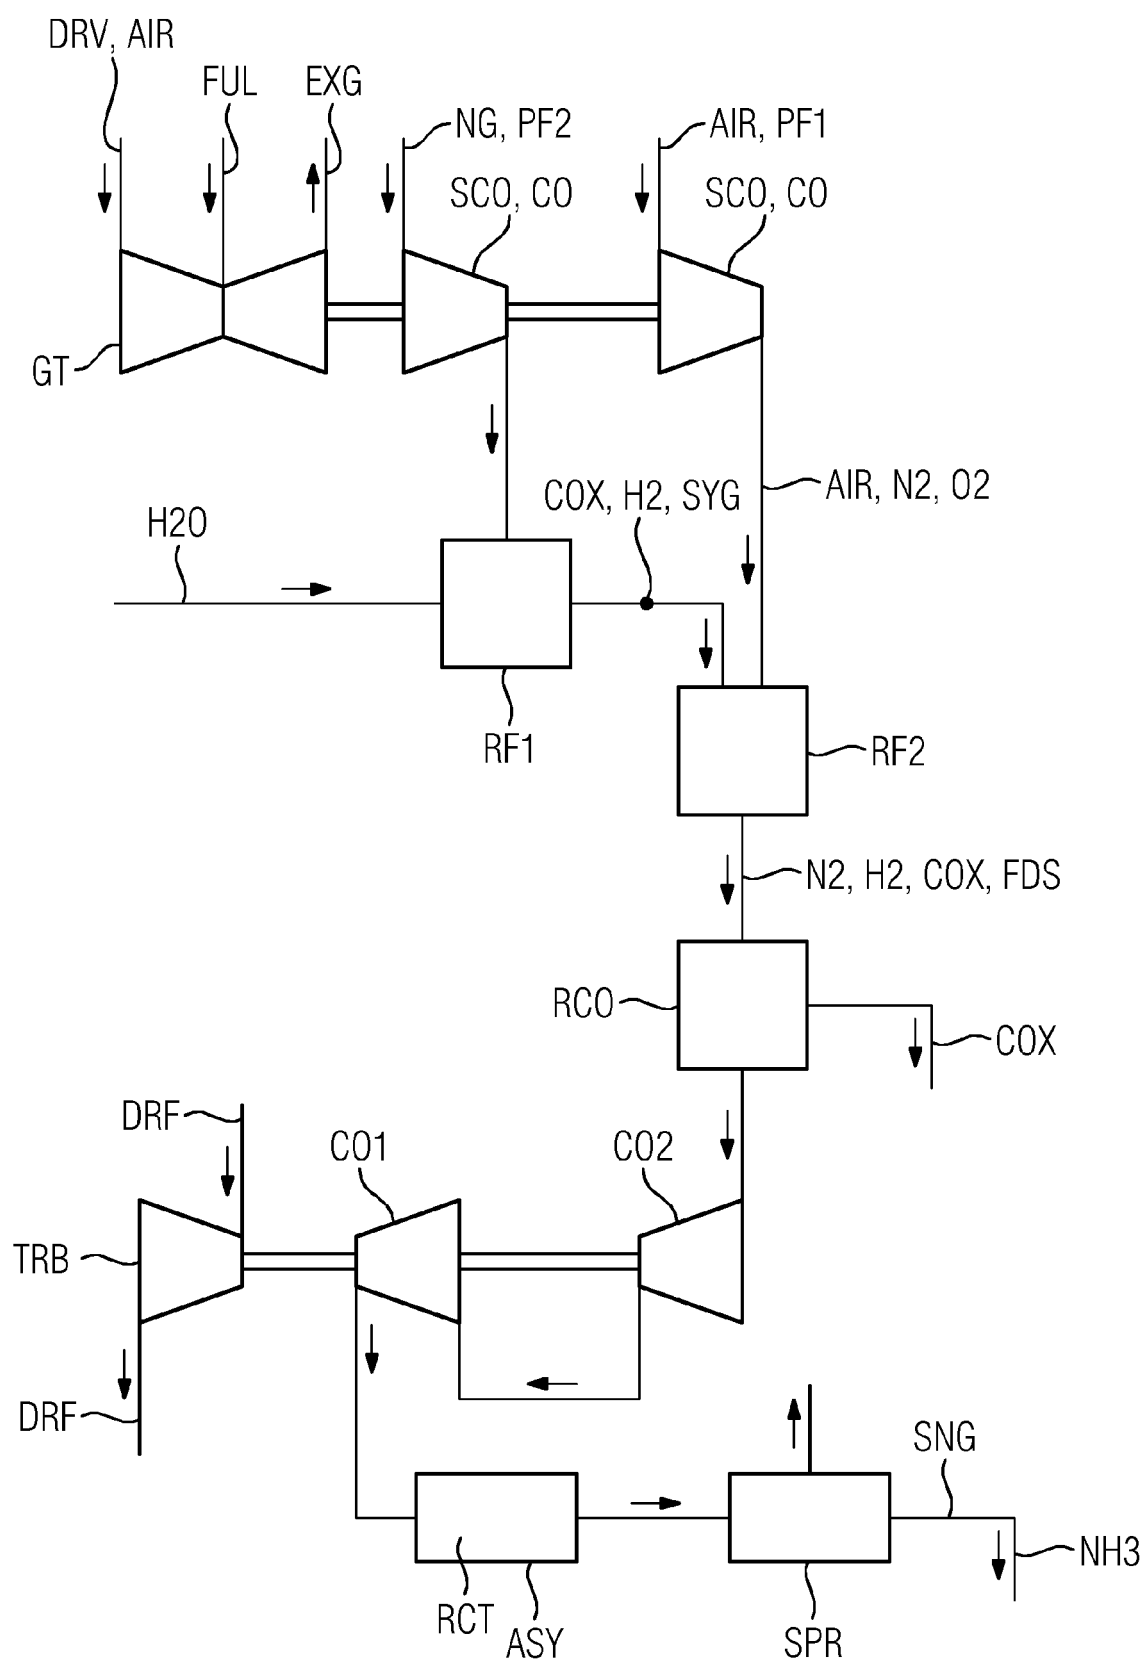 DRV, AIR
FUL
EXG
NG, PF2
AIR, PF1
SCO, CO
SCO, CO
GT
COX, H2, SYG
AIR, N2, O2
H2O
RF1
RF2
N2, H2, COX, FDS
RCO
COX
DRF
CO1
CO2
TRB
DRF
SNG
NH3
RCT
ASY
SPR